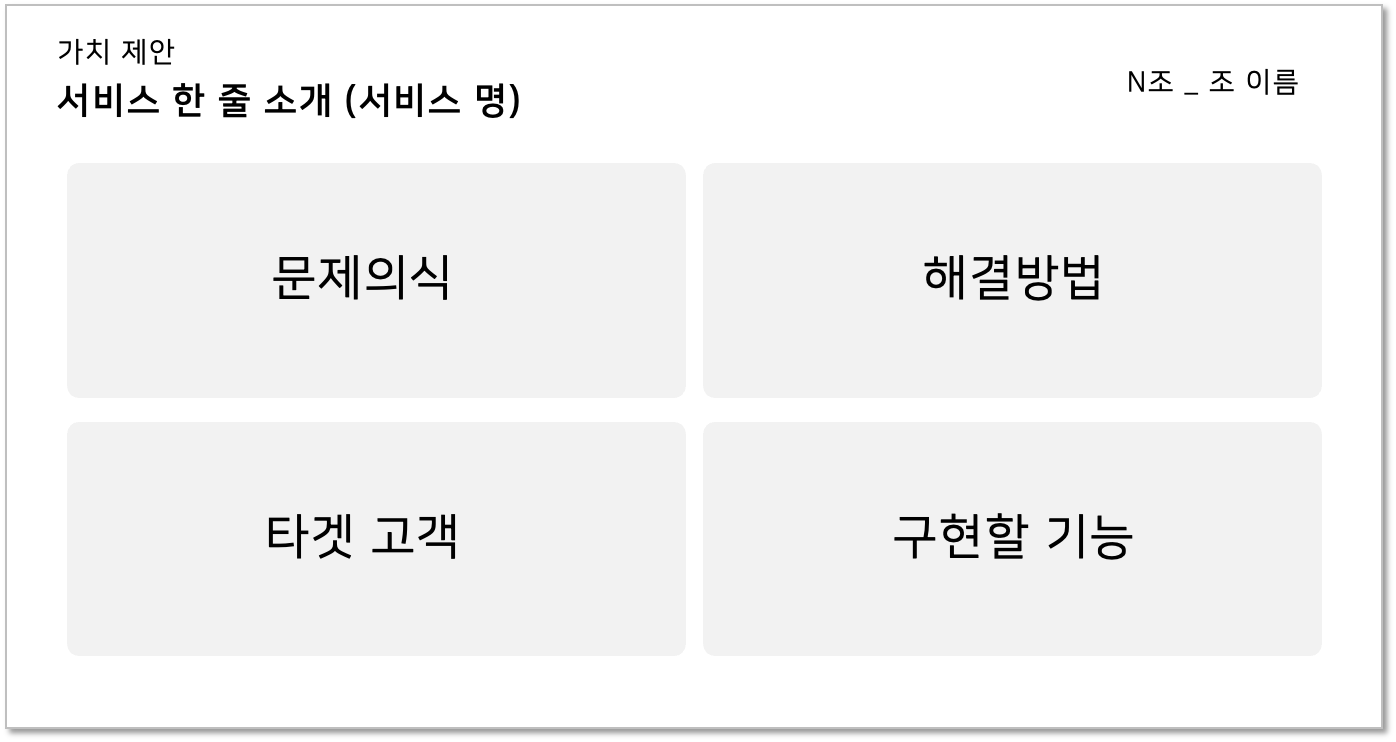 가치 제안
서비스 한 줄 소개 (서비스 명)
N조 _ 조 이름
문제의식
해결방법
타겟 고객
구현할 기능